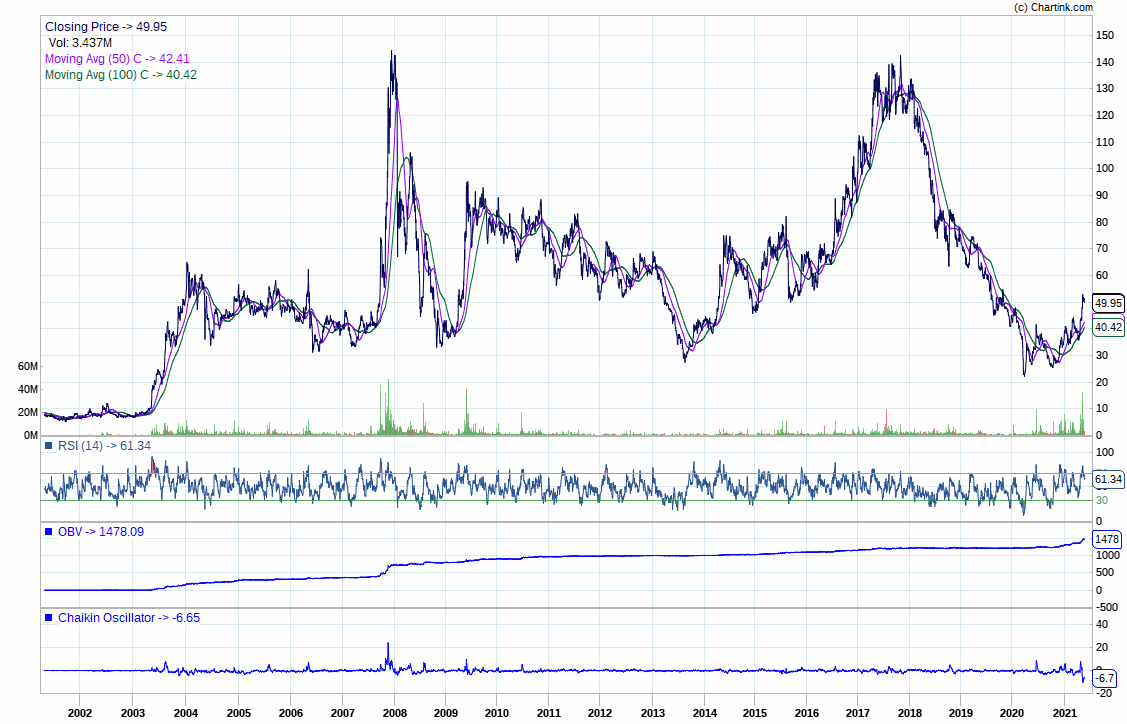 (c) Chartink.com
Closing Price -> 49.95
Vol: 3.437M
Moving Avg (50) C -> 42.41
Moving Avg (100) C -> 40.42
150
140
130
120
110
100
90
80
70
60
49.95
40.42
30
20
10
0
60M
40M
20M
0M
RSI (14) -> 61.34
100
61.34
30
0
OBV -> 1478.09
1478
1000
500
0
-500
Chaikin Oscillator -> -6.65
40
20
0
-6.7
-20
2002 2003 2004 2005 2006 2007 2008 2009 2010 2011 2012 2013 2014 2015 2016 2017 2018 2019 2020 2021